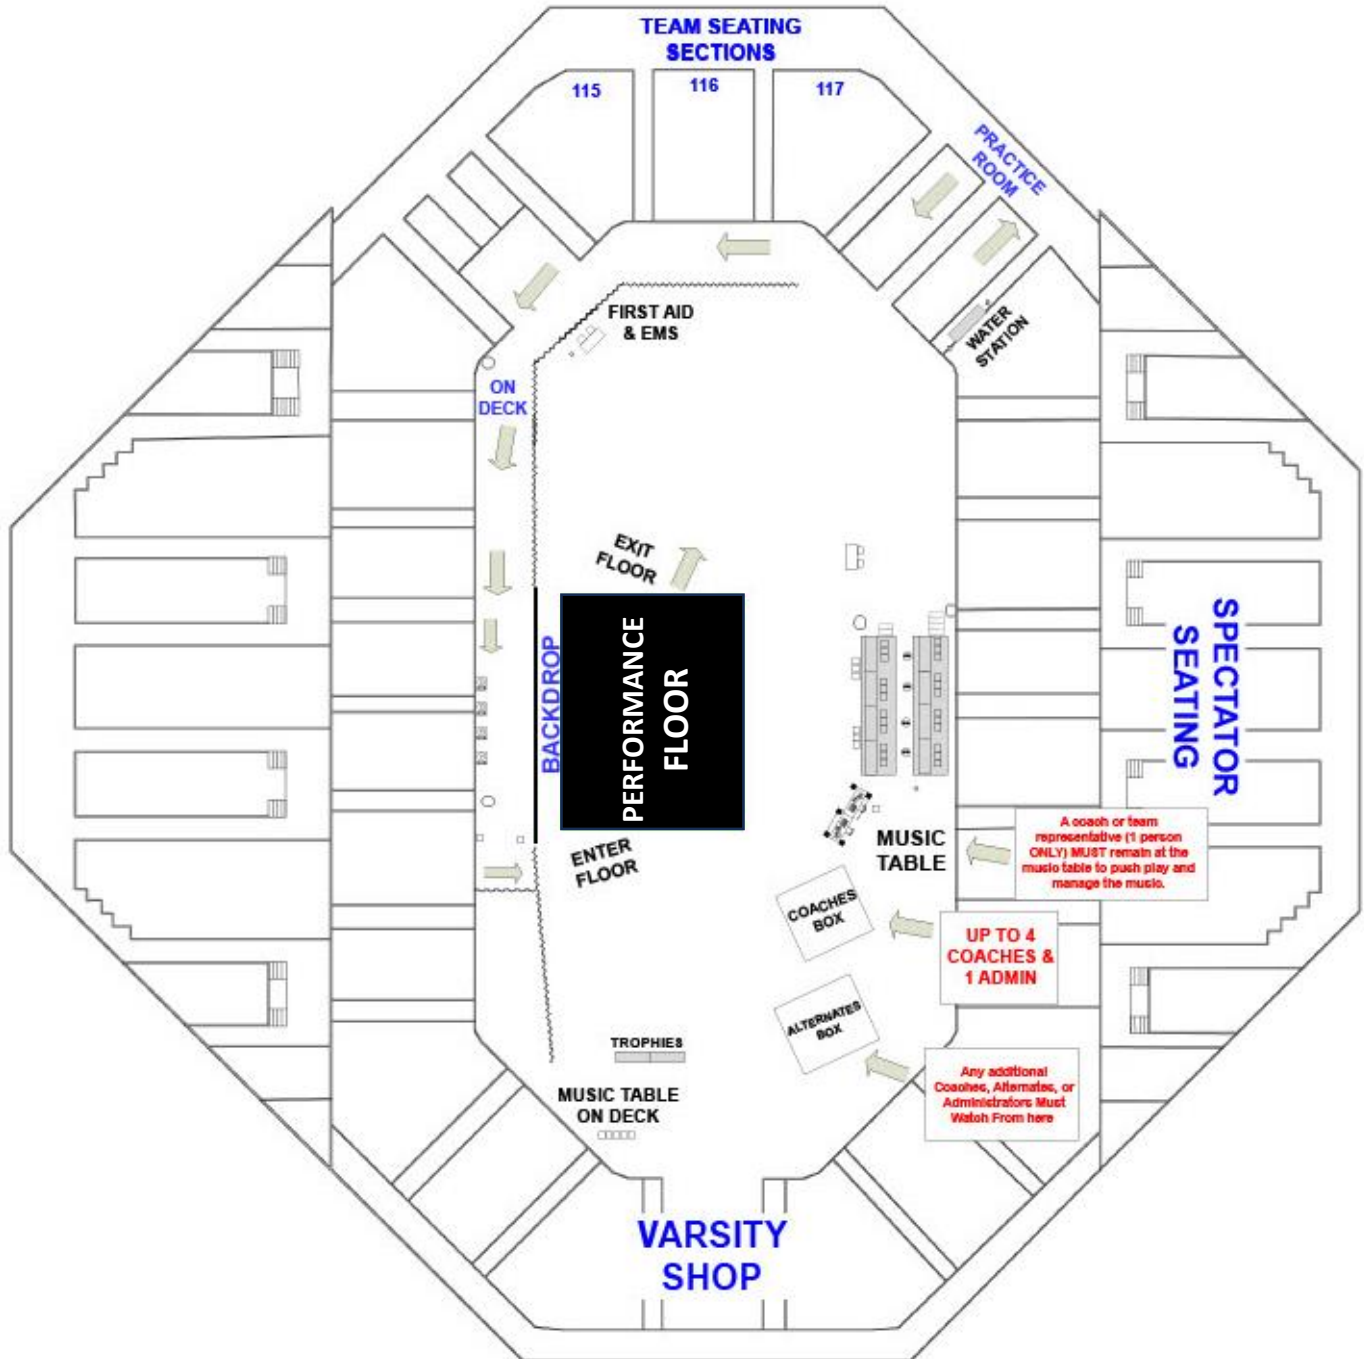 TEAM SEATING
SECTIONS
115
116
117
PRACTICE
ROOM
FIRST AID
& EMS
WATER
STATION
ON
DECK
EXIT
FLOOR
BACKDROP
PERFORMANCE
FLOOR
SPECTATOR
SEATING
ENTER
FLOOR
MUSIC
TABLE
A coach or team
representative (1 person
ONLY) MUST remain at the
music table to push play and
manage the music.
COACHES
BOX
UP TO 4
COACHES &
1 ADMIN
ALTERNATES
BOX
TROPHIES
Any additional
Coaches, Alternates, or
Administrators Must
Watch From here
MUSIC TABLE
ON DECK
VARSITY
SHOP